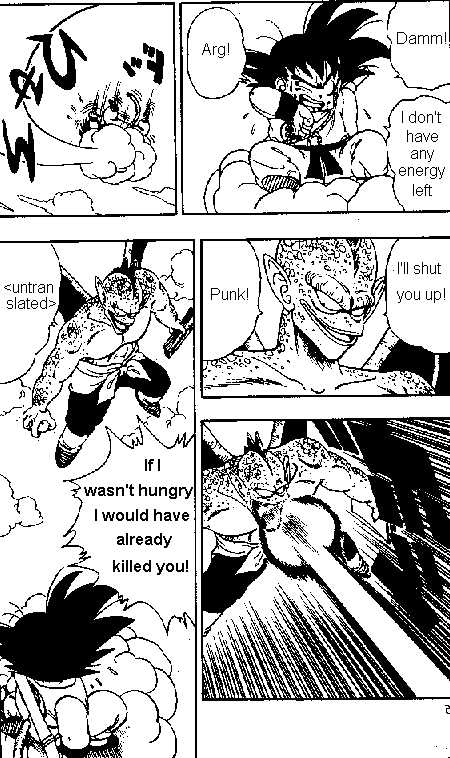 Damm!
I don't
have
any
energy
left
Arg!
I'll shut
you up!
Punk!
<untran
slated>
If I
wasn't hungry
I would have
already
killed you!